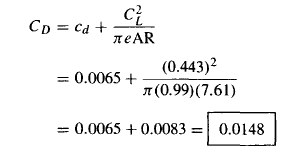 C_D = c_d + C_L^2 / πeAR
= 0.0065 + (0.443)^2 / π(0.99)(7.61)
= 0.0065 + 0.0083 = 0.0148